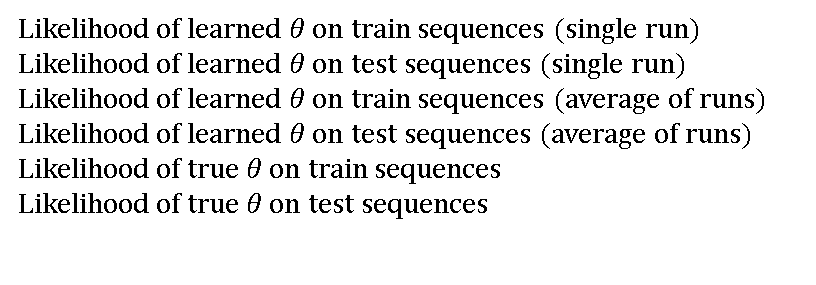 Likelihood of learned θ on train sequences (single run)
Likelihood of learned θ on test sequences (single run)
Likelihood of learned θ on train sequences (average of runs)
Likelihood of learned θ on test sequences (average of runs)
Likelihood of true θ on train sequences
Likelihood of true θ on test sequences